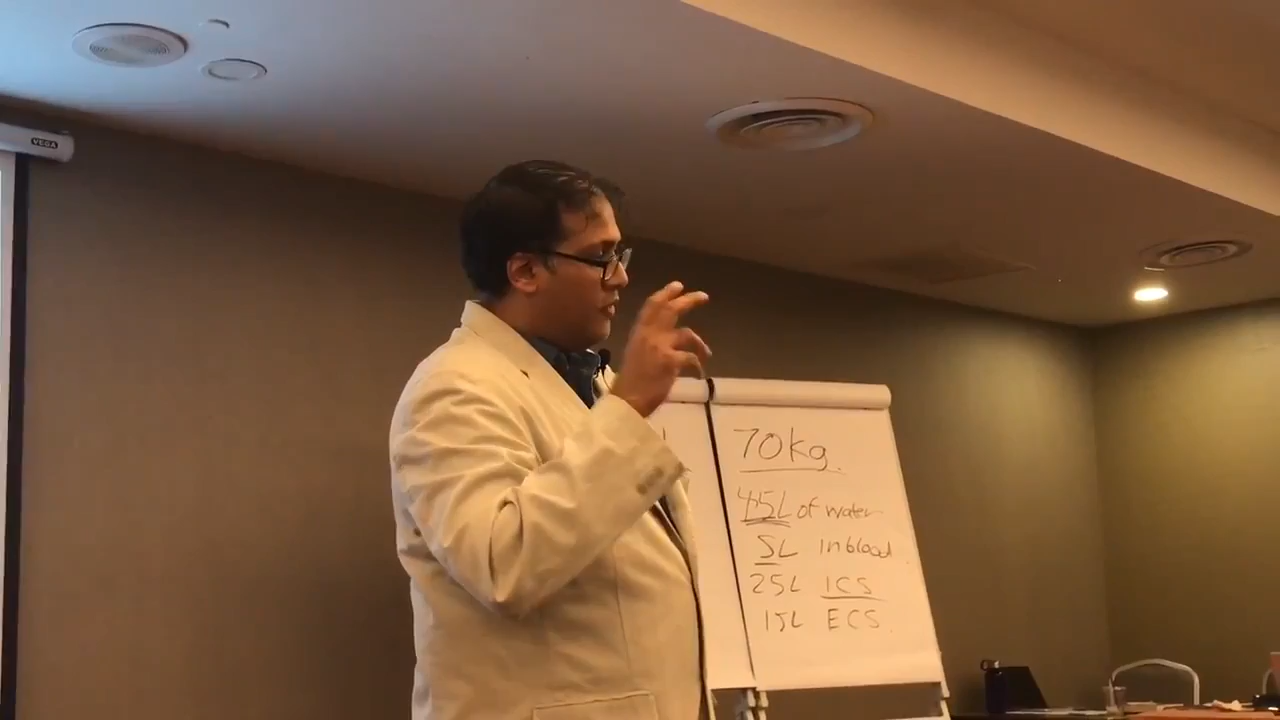 VEGA
70kg.
45L of water
5L in blood
25L ICS
15L ECS